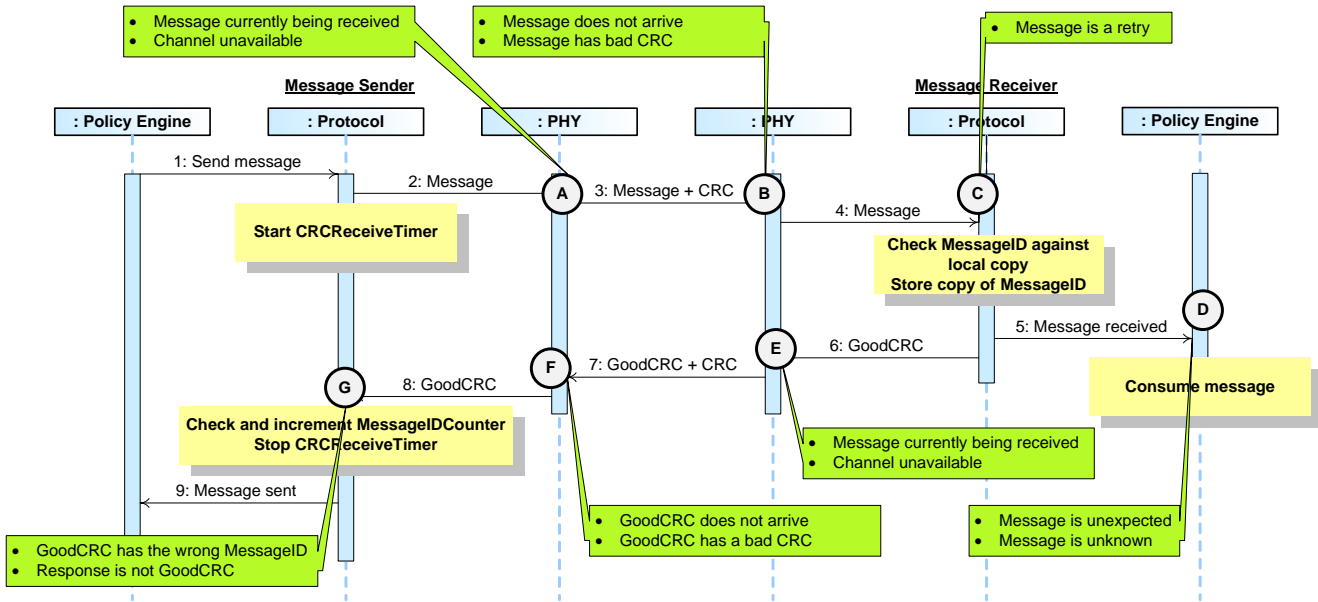 • Message currently being received
• Channel unavailable
• Message does not arrive
• Message has bad CRC
• Message is a retry
Message Sender
Message Receiver
: Policy Engine
: Protocol
: PHY
: PHY
: Protocol
: Policy Engine
1: Send message
2: Message
A
3: Message + CRC
B
4: Message
C
Start CRCReceiveTimer
Check MessageID against
local copy
Store copy of MessageID
D
5: Message received
6: GoodCRC
E
7: GoodCRC + CRC
F
8: GoodCRC
G
Consume message
Check and increment MessageIDCounter
Stop CRCReceiveTimer
• Message currently being received
• Channel unavailable
9: Message sent
• GoodCRC does not arrive
• GoodCRC has a bad CRC
• Message is unexpected
• Message is unknown
• GoodCRC has the wrong MessageID
• Response is not GoodCRC